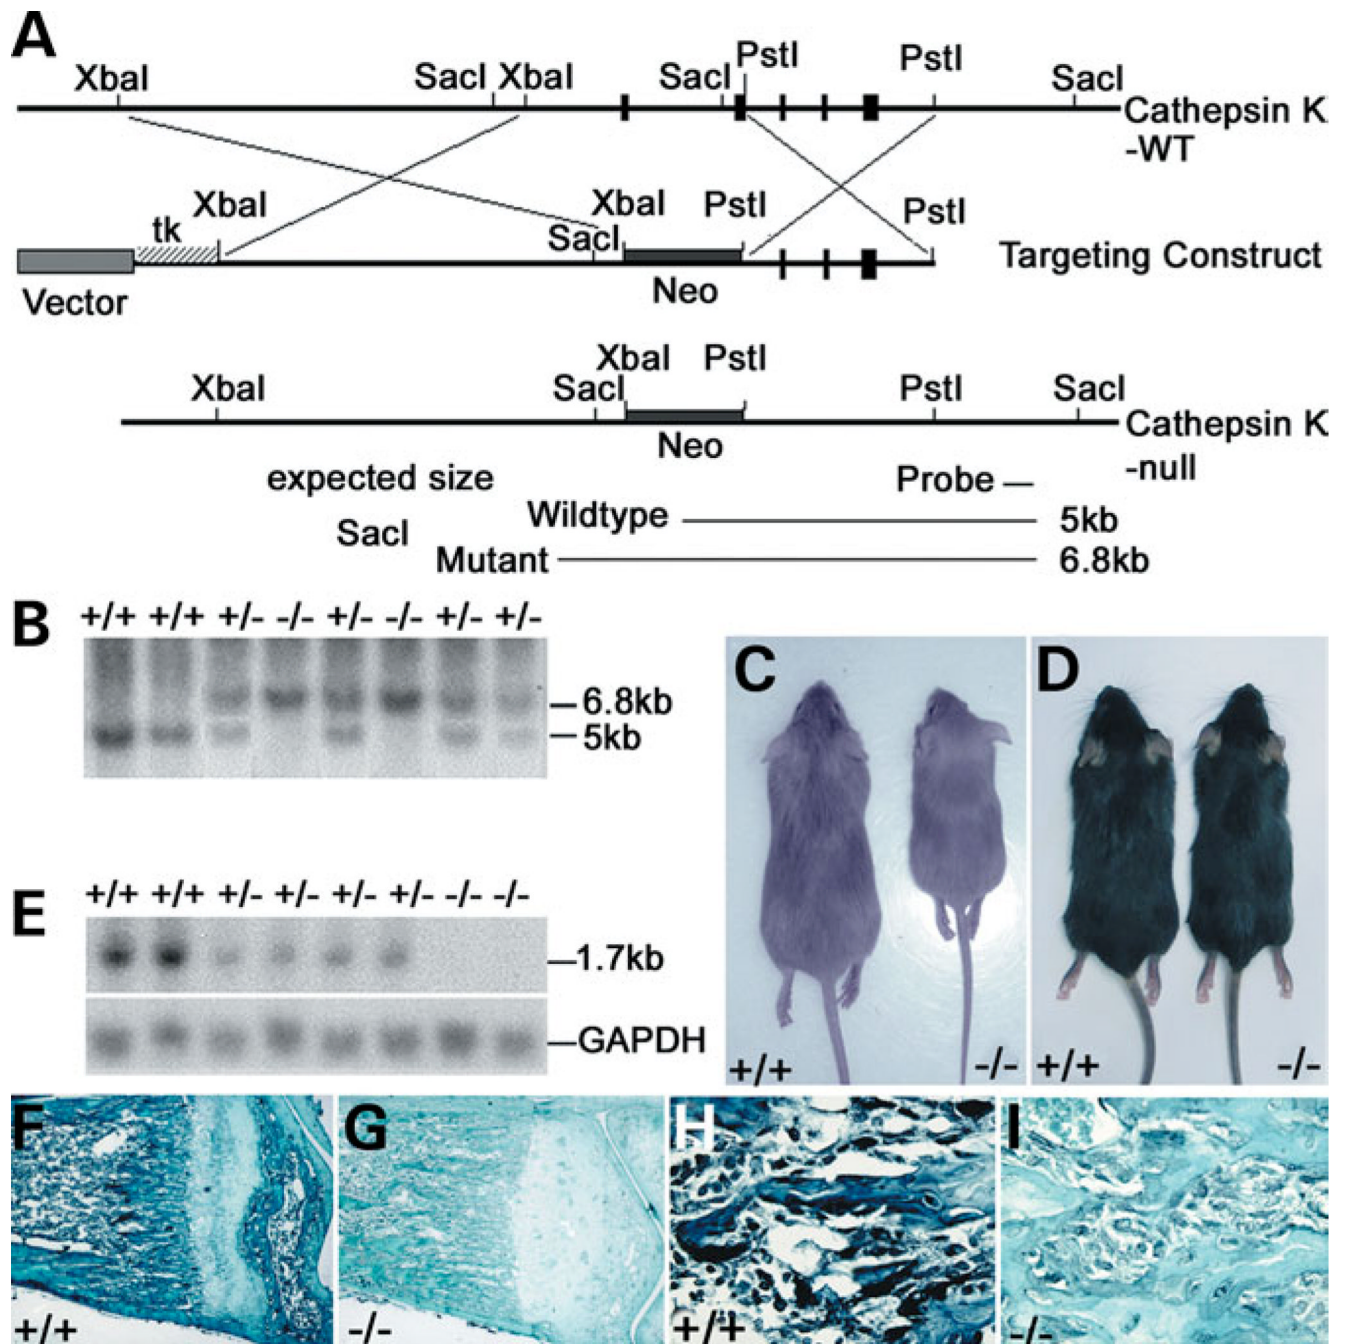 A
XbaI SacI XbaI SacI PstI PstI SacI
Cathepsin K
-WT
tk XbaI XbaI PstI PstI
SacI
Targeting Construct
Vector Neo
XbaI PstI
XbaI SacI PstI SacI
Cathepsin K
-null
Neo
expected size Probe
Wildtype 5kb
SacI
Mutant 6.8kb
B +/+ +/+ +/- -/- +/- -/- +/- +/-
6.8kb
5kb
C D
E +/+ +/+ +/- +/- +/- +/- -/- -/-
1.7kb
GAPDH
+/+ -/- +/+ -/-
F G H I
+/+ -/- +/+ -/-